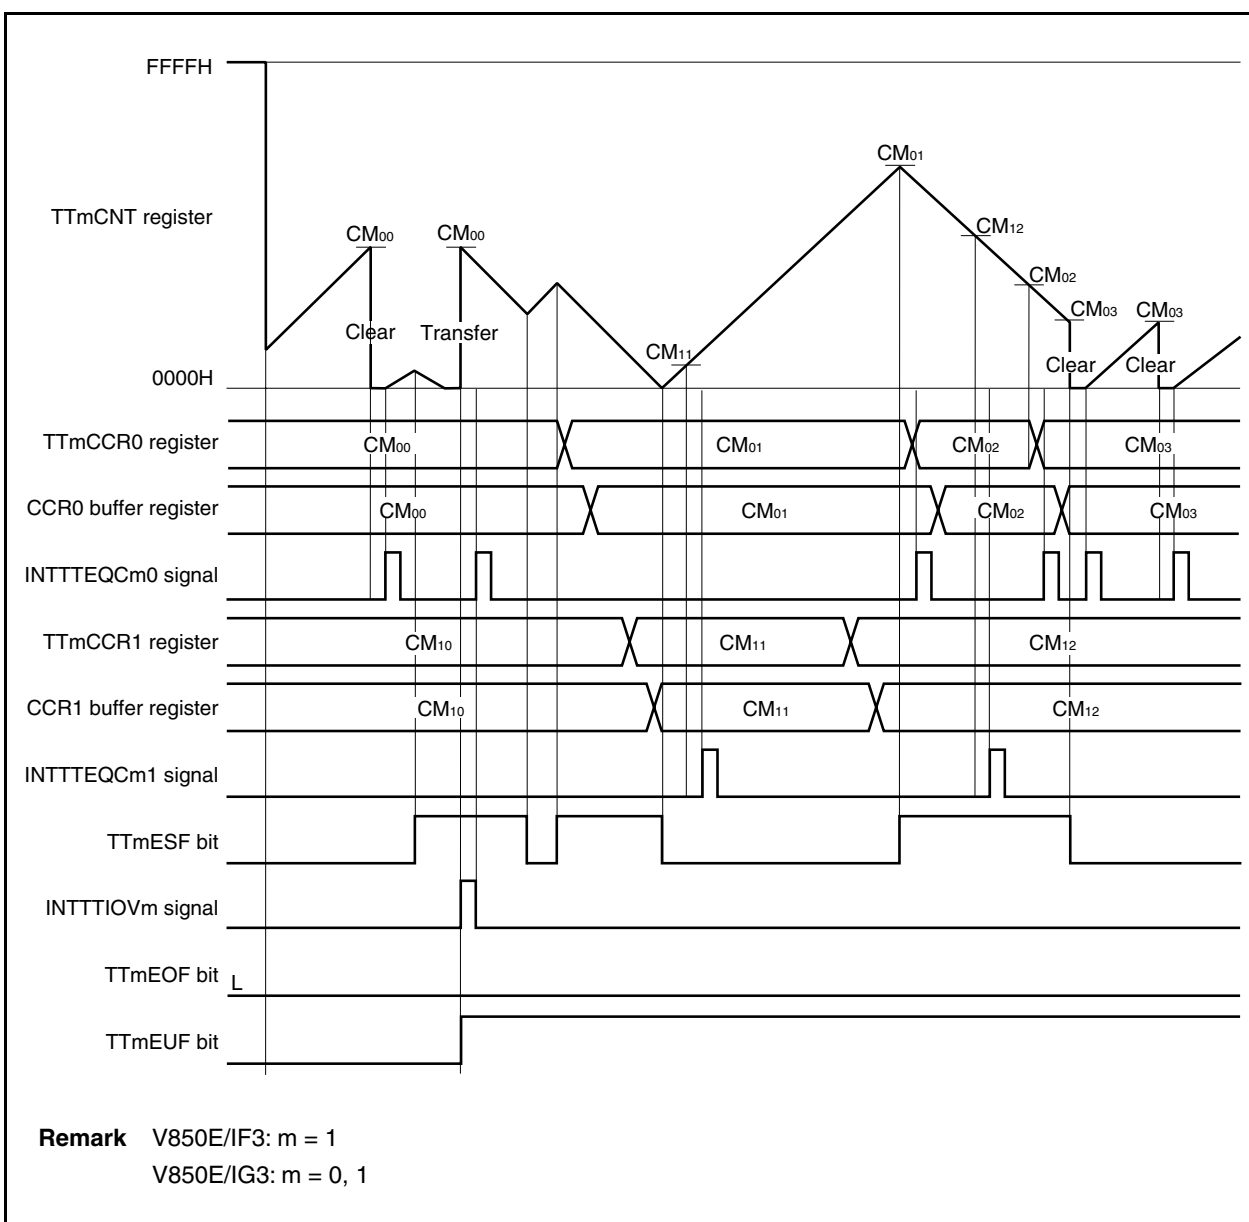 FFFFH
CM01
TTmCNT register
CM00
CM00
CM12
CM02
CM03
CM03
Clear
Transfer
CM11
Clear
Clear
0000H
TTmCCR0 register
CM00
CM01
CM02
CM03
CCR0 buffer register
CM00
CM01
CM02
CM03
INTTTEQCm0 signal
TTmCCR1 register
CM10
CM11
CM12
CCR1 buffer register
CM10
CM11
CM12
INTTTEQCm1 signal
TTmESF bit
INTTTIOVm signal
TTmEOF bit
L
TTmEUF bit
Remark V850E/IF3: m = 1
V850E/IG3: m = 0, 1